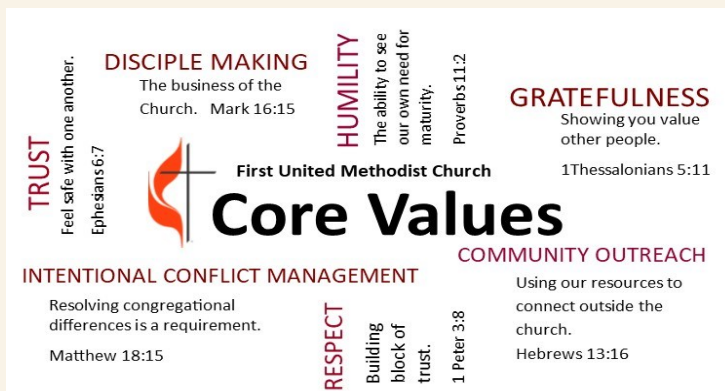 TRUST
Feel safe with one another.
Ephesians 6:7
DISCIPLE MAKING
The business of the
Church.   Mark 16:15
HUMILITY
The ability to see
our own need for
maturity.
Proverbs 11:2
GRATEFULNESS
Showing you value
other people.
1Thessalonians 5:11
First United Methodist Church
Core Values
INTENTIONAL CONFLICT MANAGEMENT
Resolving congregational
differences is a requirement.
Matthew 18:15
RESPECT
Building
block of
trust.
1 Peter 3:8
COMMUNITY OUTREACH
Using our resources to
connect outside the
church.
Hebrews 13:16